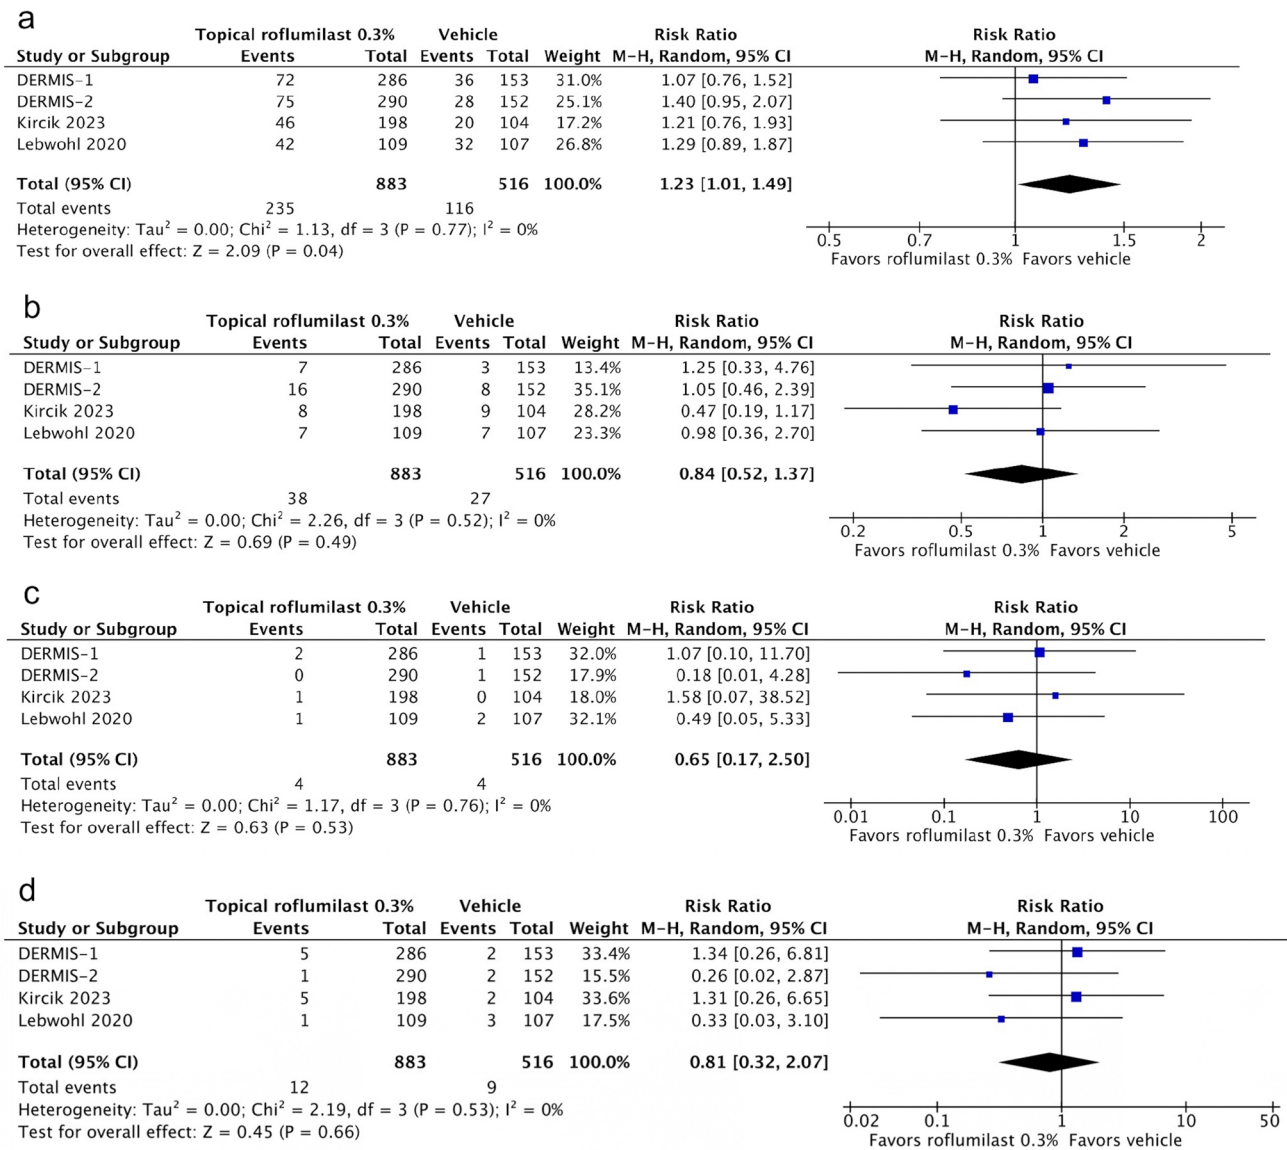 a
Topical roflumilast 0.3% Vehicle Risk Ratio Risk Ratio
Study or Subgroup Events Total Events Total Weight M-H, Random, 95% CI M-H, Random, 95% CI
DERMIS-1 72 286 36 153 31.0% 1.07 [0.76, 1.52]
DERMIS-2 75 290 28 152 25.1% 1.40 [0.95, 2.07]
Kircik 2023 46 198 20 104 17.2% 1.21 [0.76, 1.93]
Lebwohl 2020 42 109 32 107 26.8% 1.29 [0.89, 1.87]
Total (95% CI) 883 516 100.0% 1.23 [1.01, 1.49]
Total events 235 116
Heterogeneity: Tau² = 0.00; Chi² = 1.13, df = 3 (P = 0.77); I² = 0%
Test for overall effect: Z = 2.09 (P = 0.04)
0.5 0.7 1 1.5 2
Favors roflumilast 0.3% Favors vehicle
b
Topical roflumilast 0.3% Vehicle Risk Ratio Risk Ratio
Study or Subgroup Events Total Events Total Weight M-H, Random, 95% CI M-H, Random, 95% CI
DERMIS-1 7 286 3 153 13.4% 1.25 [0.33, 4.76]
DERMIS-2 16 290 8 152 35.1% 1.05 [0.46, 2.39]
Kircik 2023 8 198 9 104 28.2% 0.47 [0.19, 1.17]
Lebwohl 2020 7 109 7 107 23.3% 0.98 [0.36, 2.70]
Total (95% CI) 883 516 100.0% 0.84 [0.52, 1.37]
Total events 38 27
Heterogeneity: Tau² = 0.00; Chi² = 2.26, df = 3 (P = 0.52); I² = 0%
Test for overall effect: Z = 0.69 (P = 0.49)
0.2 0.5 1 2 5
Favors roflumilast 0.3% Favors vehicle
c
Topical roflumilast 0.3% Vehicle Risk Ratio Risk Ratio
Study or Subgroup Events Total Events Total Weight M-H, Random, 95% CI M-H, Random, 95% CI
DERMIS-1 2 286 1 153 32.0% 1.07 [0.10, 11.70]
DERMIS-2 0 290 1 152 17.9% 0.18 [0.01, 4.28]
Kircik 2023 1 198 0 104 18.0% 1.58 [0.07, 38.52]
Lebwohl 2020 1 109 2 107 32.1% 0.49 [0.05, 5.33]
Total (95% CI) 883 516 100.0% 0.65 [0.17, 2.50]
Total events 4 4
Heterogeneity: Tau² = 0.00; Chi² = 1.17, df = 3 (P = 0.76); I² = 0%
Test for overall effect: Z = 0.63 (P = 0.53)
0.01 0.1 1 10 100
Favors roflumilast 0.3% Favors vehicle
d
Topical roflumilast 0.3% Vehicle Risk Ratio Risk Ratio
Study or Subgroup Events Total Events Total Weight M-H, Random, 95% CI M-H, Random, 95% CI
DERMIS-1 5 286 2 153 33.4% 1.34 [0.26, 6.81]
DERMIS-2 1 290 2 152 15.5% 0.26 [0.02, 2.87]
Kircik 2023 5 198 2 104 33.6% 1.31 [0.26, 6.65]
Lebwohl 2020 1 109 3 107 17.5% 0.33 [0.03, 3.10]
Total (95% CI) 883 516 100.0% 0.81 [0.32, 2.07]
Total events 12 9
Heterogeneity: Tau² = 0.00; Chi² = 2.19, df = 3 (P = 0.53); I² = 0%
Test for overall effect: Z = 0.45 (P = 0.66)
0.02 0.1 1 10 50
Favors roflumilast 0.3% Favors vehicle